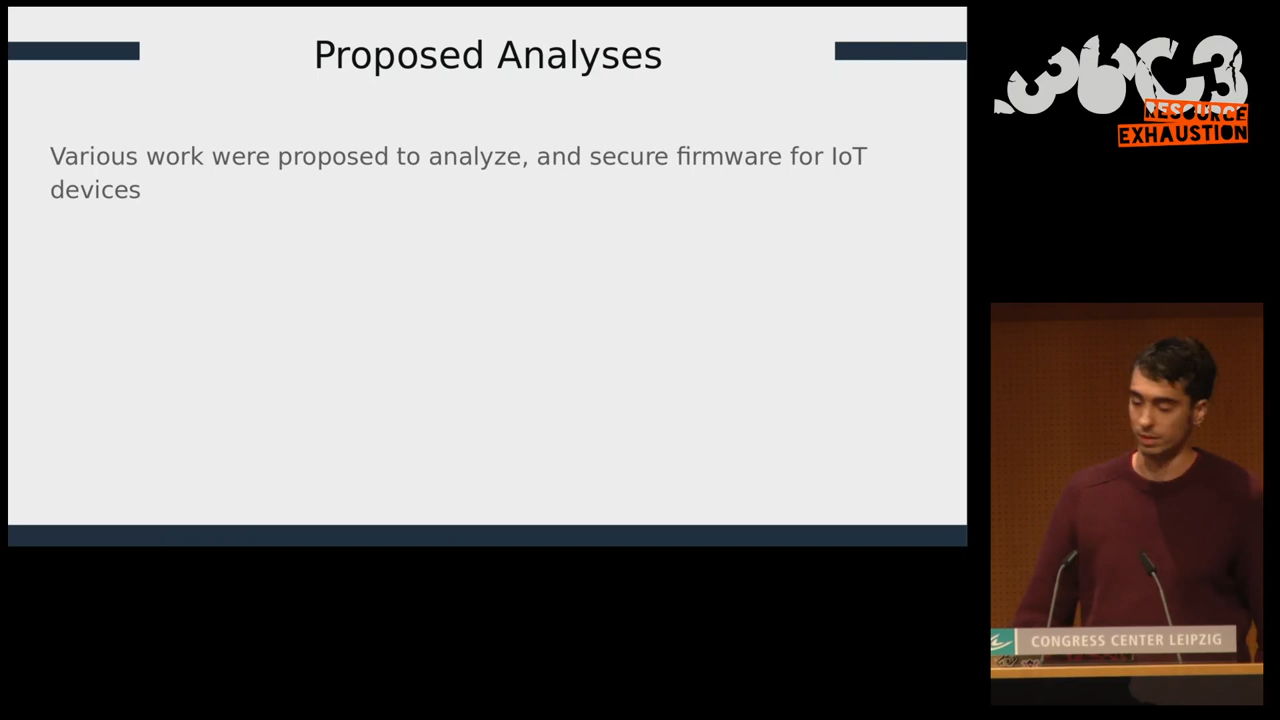 Proposed Analyses
Various work were proposed to analyze, and secure firmware for IoT
devices
36C3
RESOURCE
EXHAUSTION
CONGRESS CENTER LEIPZIG